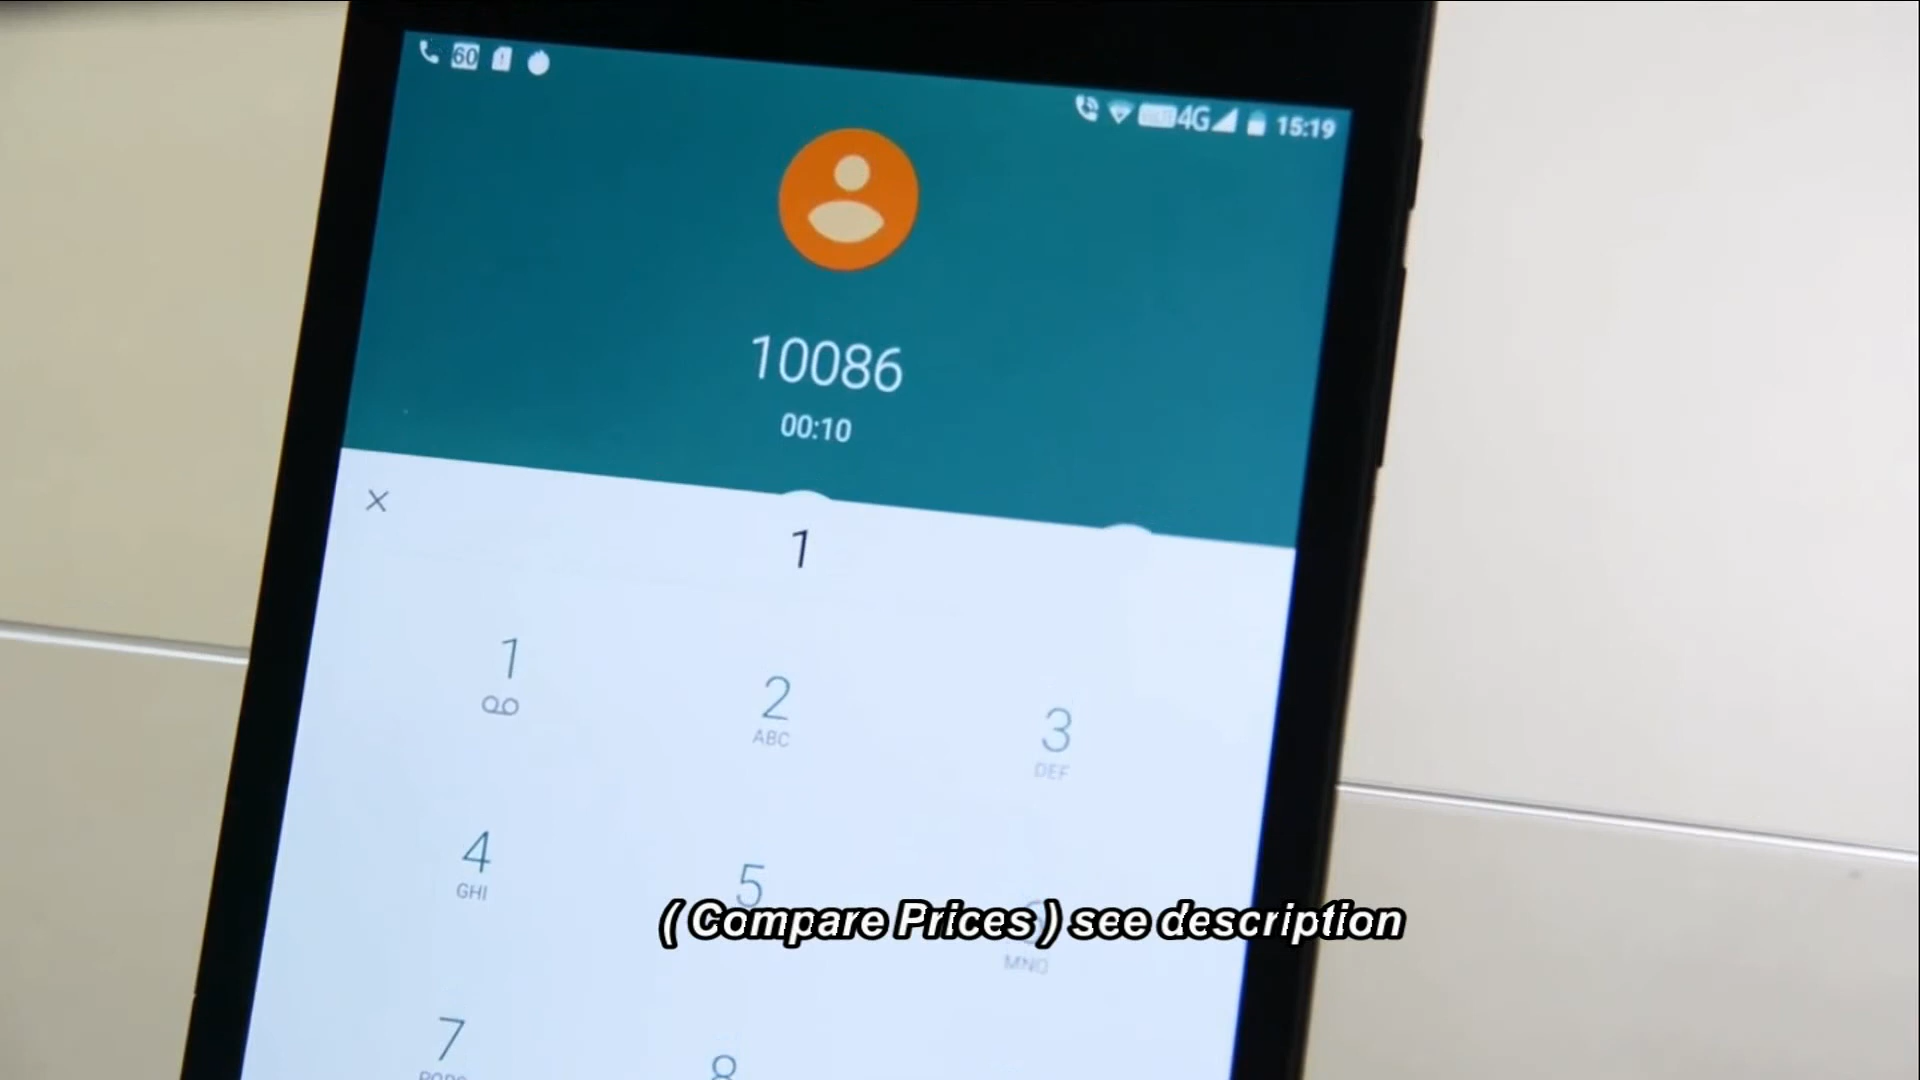 60
4G 15:19
10086
00:10
1
1
2
ABC
3
DEF
4
GHI
5
( Compare Prices ) see description
MNO
7
8